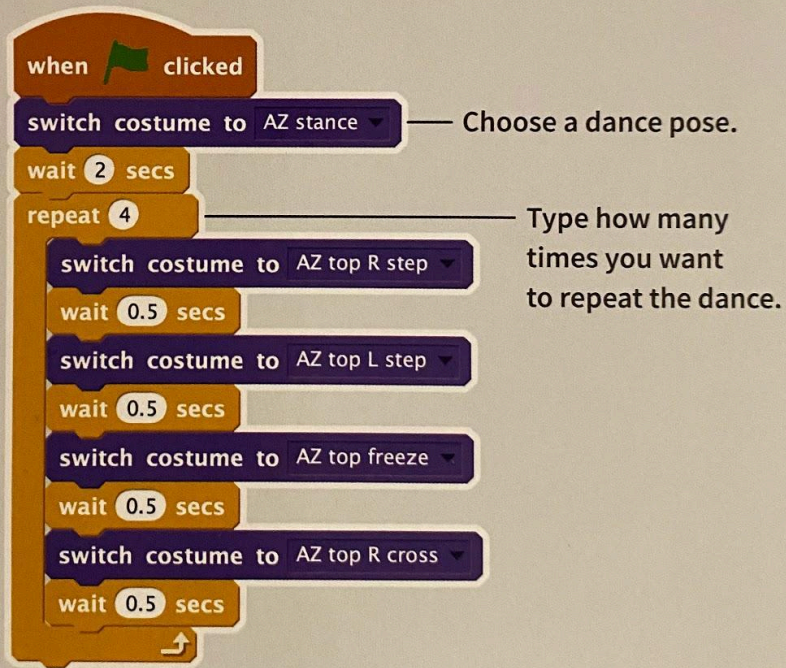 when clicked
switch costume to AZ stance
Choose a dance pose.
wait 2 secs
repeat 4
Type how many
times you want
to repeat the dance.
switch costume to AZ top R step
wait 0.5 secs
switch costume to AZ top L step
wait 0.5 secs
switch costume to AZ top freeze
wait 0.5 secs
switch costume to AZ top R cross
wait 0.5 secs